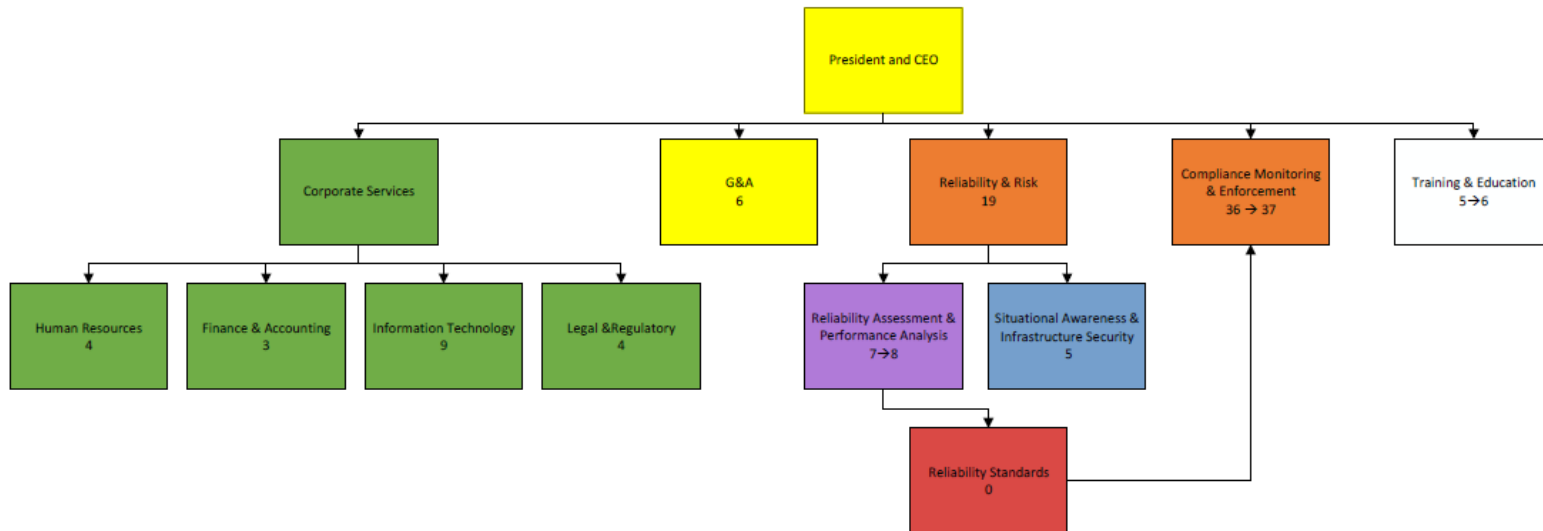 President and CEO
Corporate Services
G&A
6
Reliability & Risk
19
Compliance Monitoring
& Enforcement
36 → 37
Training & Education
5→6
Human Resources
4
Finance & Accounting
3
Information Technology
9
Legal &Regulatory
4
Reliability Assessment &
Performance Analysis
7→8
Situational Awareness &
Infrastructure Security
5
Reliability Standards
0